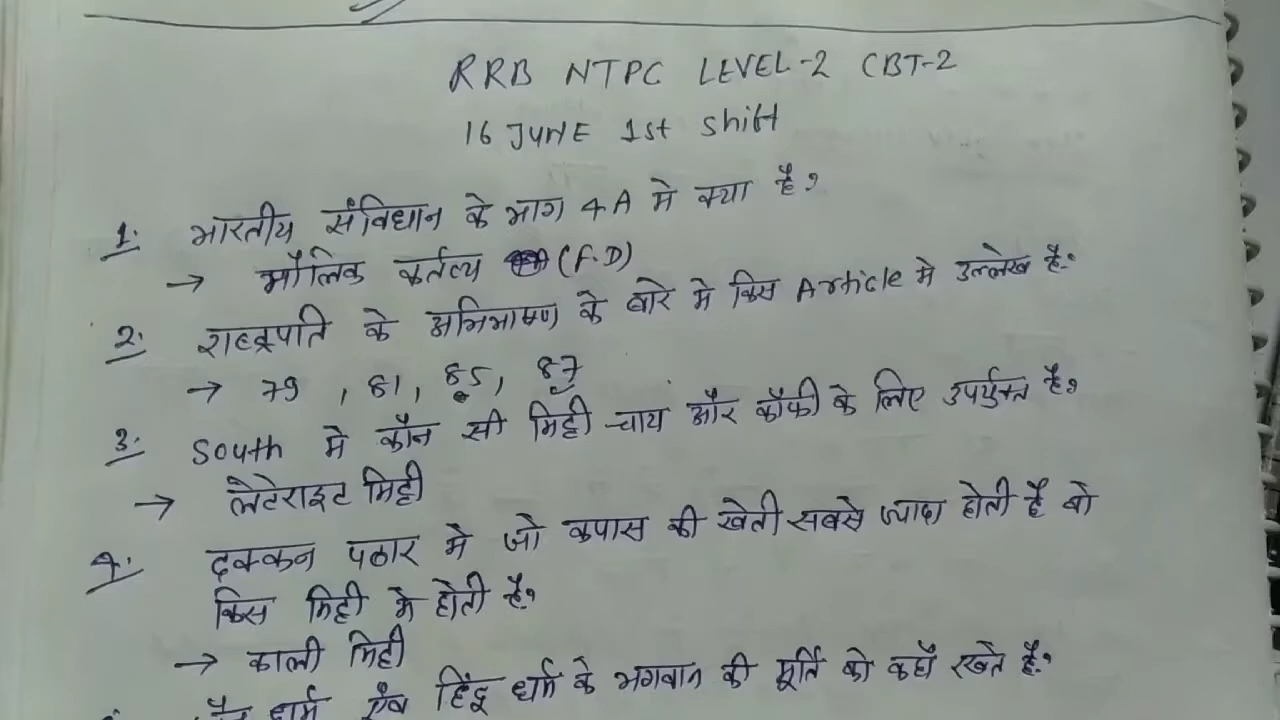 RRB NTPC LEVEL-2 CBT-2
16 JUNE 1st Shift
1. भारतीय संविधान के भाग 4A मे क्या है?
→ मौलिक कर्तव्य (F.D)
2. राष्ट्रपति के अभिभाषण के बारे मे किस Article मे उल्लेख है?
→ 79, 81, 85, 87
3. South मे कौन सी मिट्टी चाय और कॉफी के लिए उपर्युक्त है?
→ लेटेराइट मिट्टी
4. दक्कन पठार मे जो कपास की खेती सबसे ज्यादा होती है वो
किस मिट्टी मे होती है?
→ काली मिट्टी
धर्म एंव हिंदू धर्म के भगवान की मूर्ति को कहाँ रखते है?